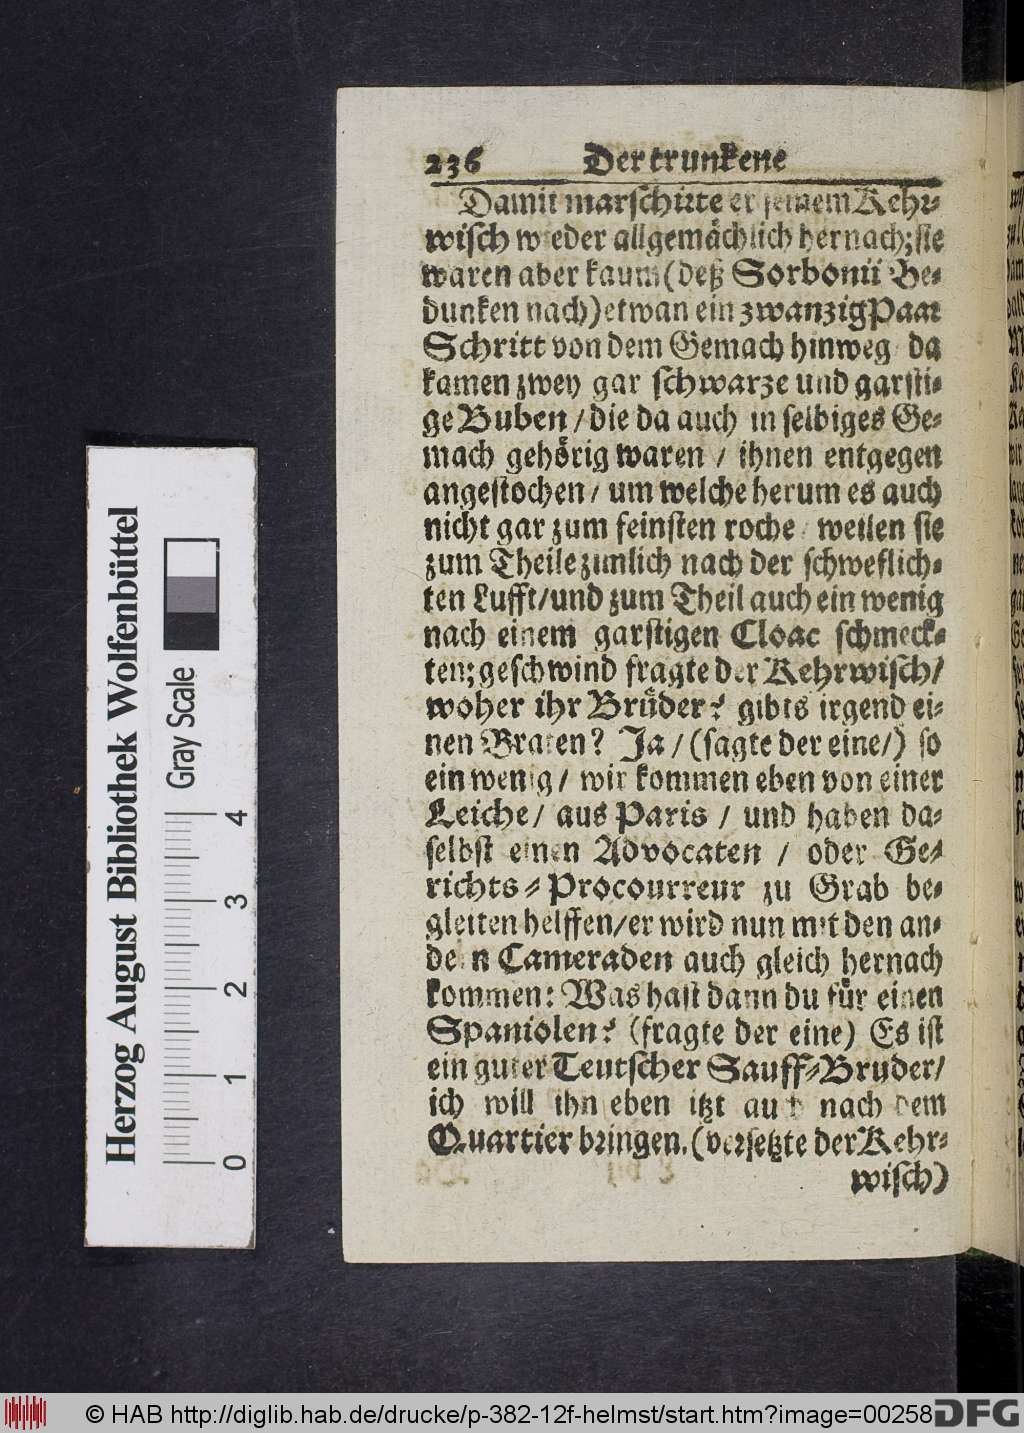 236 Der trunkene
Damit marschirte er seinem Kehr-
wisch wieder allgemächlich hernach; sie
waren aber kaum (deß Sorbonii Be-
dunken nach) etwan ein zwanzig Paar
Schritt von dem Gemach hinweg da
kamen zwey gar schwarze und garsti-
ge Buben / die da auch in selbiges Ge-
mach gehörig waren / ihnen entgegen
angestochen / um welche herum es auch
nicht gar zum feinsten roche / weilen sie
zum Theile zimlich nach der schweflich-
ten Lufft / und zum Theil auch ein wenig
nach einem garstigen Cloac schmeck-
ten; geschwind fragte der Kehrwisch /
woher ihr Brüder? gibts irgend ei-
nen Braten? Ja / (sagte der eine /) so
ein wenig / wir kommen eben von einer
Leiche / aus Paris / und haben da-
selbst einen Advocaten / oder Ge-
richts-Procourreur zu Grab be-
gleiten helffen / er wird nun mit den an-
dern Cameraden auch gleich hernach
kommen: Was hast dann du für einen
Spaniolen? (fragte der eine) Es ist
ein guter Teutscher Sauff-Bruder /
ich will ihn eben itzt auch nach dem
Quartier bringen. (versetzte der Kehr-
wisch)
Herzog August Bibliothek Wolfenbüttel
Gray Scale
0 1 2 3 4
© HAB http://diglib.hab.de/drucke/p-382-12f-helmst/start.htm?image=00258
DFG